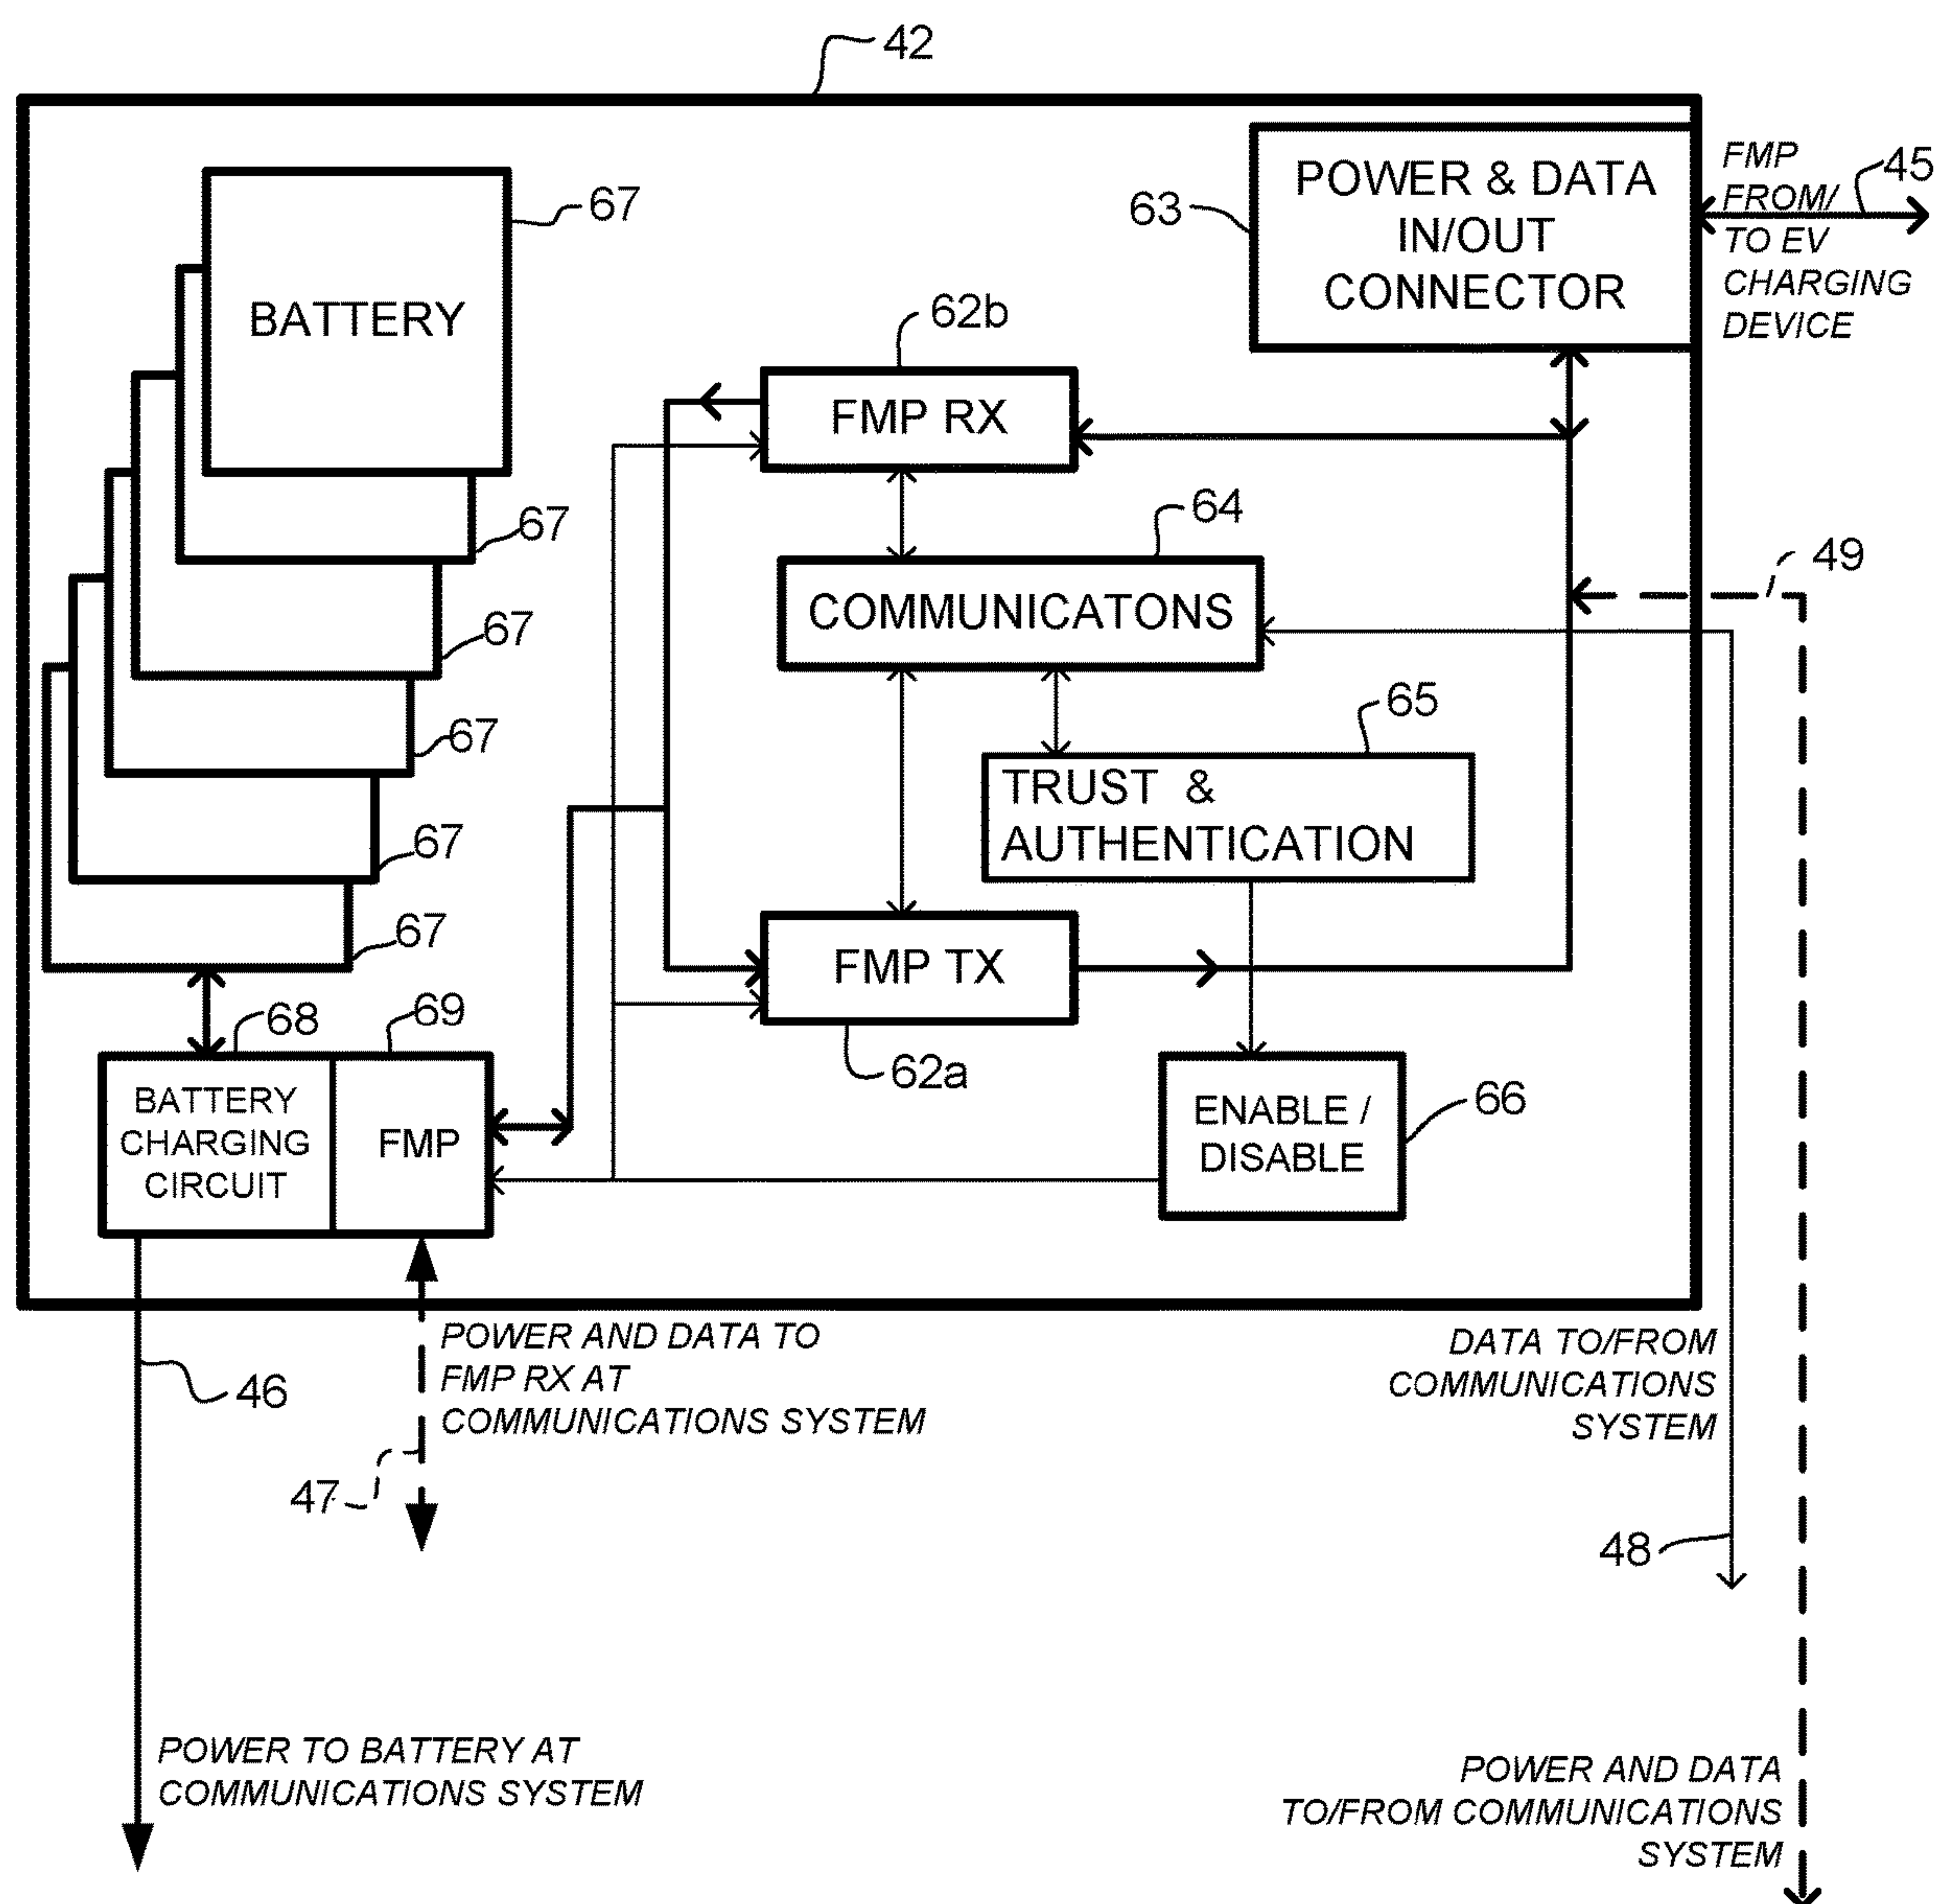 42
BATTERY
67
67
67
67
67
67
63
POWER & DATA
IN/OUT
CONNECTOR
FMP
FROM/
TO EV
CHARGING
DEVICE
45
62b
FMP RX
64
COMMUNICATONS
49
65
TRUST &
AUTHENTICATION
FMP TX
62a
68
69
BATTERY
CHARGING
CIRCUIT
FMP
ENABLE /
DISABLE
66
POWER AND DATA TO
FMP RX AT
COMMUNICATIONS SYSTEM
46
47
DATA TO/FROM
COMMUNICATIONS
SYSTEM
48
POWER TO BATTERY AT
COMMUNICATIONS SYSTEM
POWER AND DATA
TO/FROM COMMUNICATIONS
SYSTEM